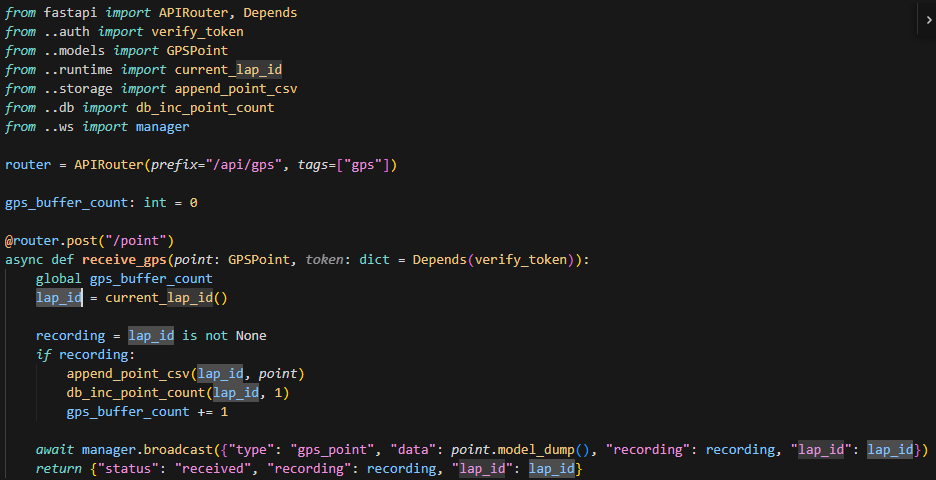 from fastapi import APIRouter, Depends
from ..auth import verify_token
from ..models import GPSPoint
from ..runtime import current_lap_id
from ..storage import append_point_csv
from ..db import db_inc_point_count
from ..ws import manager
router = APIRouter(prefix="/api/gps", tags=["gps"])
gps_buffer_count: int = 0
@router.post("/point")
async def receive_gps(point: GPSPoint, token: dict = Depends(verify_token)):
    global gps_buffer_count
    lap_id = current_lap_id()
    recording = lap_id is not None
    if recording:
        append_point_csv(lap_id, point)
        db_inc_point_count(lap_id, 1)
        gps_buffer_count += 1
    await manager.broadcast({"type": "gps_point", "data": point.model_dump(), "recording": recording, "lap_id": lap_id})
    return {"status": "received", "recording": recording, "lap_id": lap_id}